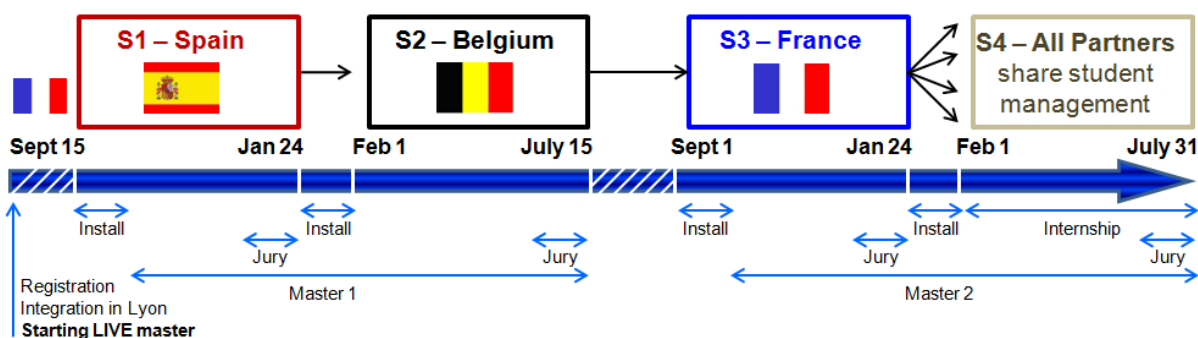 S1 – Spain
S2 – Belgium
S3 – France
S4 – All Partners
share student
management
Sept 15
Jan 24
Feb 1
July 15
Sept 1
Jan 24
Feb 1
July 31
Install
Install
Install
Install
Internship
Jury
Jury
Jury
Jury
Master 1
Master 2
Registration
Integration in Lyon
Starting LIVE master